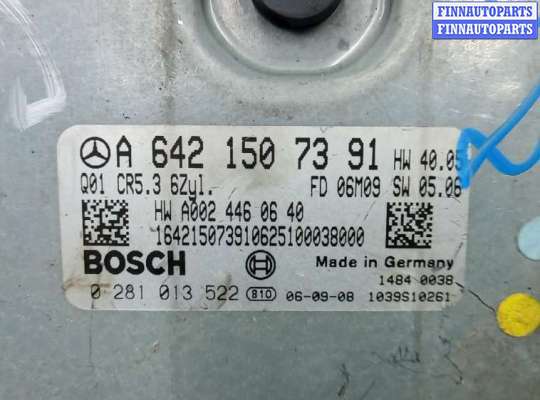 FINNAUTOPARTS
FINNAUTOPARTS
A 642 150 73 91 HW 40.05
Q01 CR5.3 6Zyl. FD 06M09 SW 05.06
HW A002 446 06 40
16421507391062510003800​0
BOSCH Made in Germany
1484 0038
0 281 013 522 810 06-09-08 1039S10261